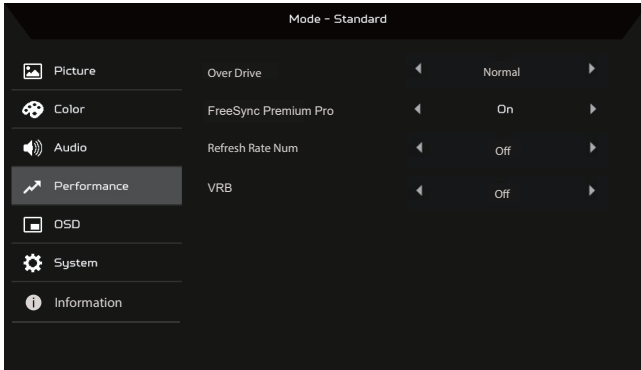 Mode - Standard
Picture
Over Drive Normal
Color
FreeSync Premium Pro On
Audio
Refresh Rate Num Off
Performance
VRB Off
OSD
System
Information